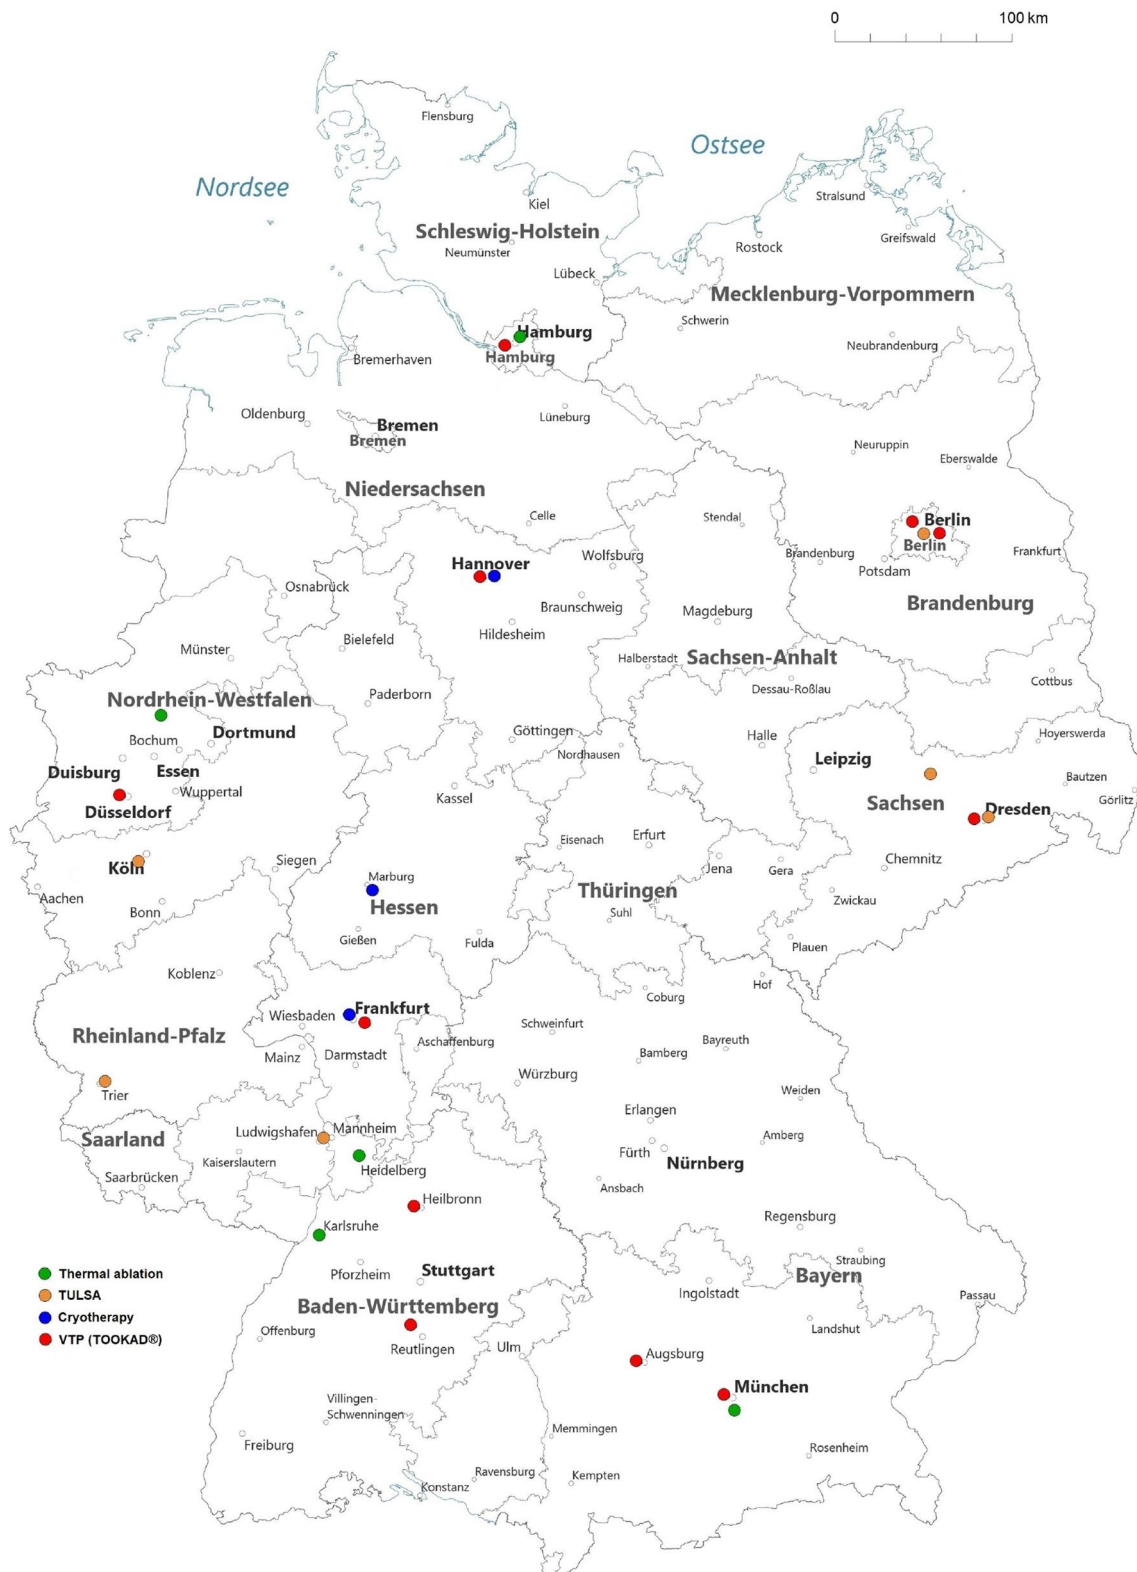 0 100 km
Flensburg
Ostsee
Nordsee
Stralsund
Kiel
Schleswig-Holstein
Greifswald
Rostock
Neumünster
Lübeck
Mecklenburg-Vorpommern
Schwerin
Hamburg
Neubrandenburg
Hamburg
Bremerhaven
Oldenburg
Lüneburg
Bremen
Bremen
Neuruppin
Eberswalde
Niedersachsen
Celle
Stendal
Berlin
Berlin
Brandenburg
Frankfurt
Wolfsburg
Hannover
Potsdam
Osnabrück
Braunschweig
Brandenburg
Magdeburg
Hildesheim
Bielefeld
Münster
Halberstadt
Sachsen-Anhalt
Cottbus
Dessau-Roßlau
Paderborn
Nordrhein-Westfalen
Dortmund
Bochum
Göttingen
Hoyerswerda
Halle
Nordhausen
Leipzig
Duisburg
Essen
Bautzen
Wuppertal
Kassel
Görlitz
Sachsen
Dresden
Düsseldorf
Eisenach
Erfurt
Chemnitz
Köln
Siegen
Jena
Gera
Marburg
Thüringen
Aachen
Zwickau
Hessen
Bonn
Suhl
Gießen
Fulda
Plauen
Koblenz
Hof
Coburg
Frankfurt
Wiesbaden
Schweinfurt
Rheinland-Pfalz
Aschaffenburg
Bayreuth
Mainz
Darmstadt
Bamberg
Würzburg
Trier
Weiden
Erlangen
Saarland
Ludwigshafen
Mannheim
Amberg
Fürth
Nürnberg
Kaiserslautern
Heidelberg
Saarbrücken
Ansbach
Heilbronn
Regensburg
Karlsruhe
Straubing
Thermal ablation
Pforzheim
Stuttgart
Bayern
TULSA
Ingolstadt
Passau
Baden-Württemberg
Cryotherapy
Offenburg
Landshut
VTP (TOOKAD®)
Reutlingen
Ulm
Augsburg
München
Villingen-
Schwenningen
Memmingen
Freiburg
Rosenheim
Ravensburg
Kempten
Konstanz